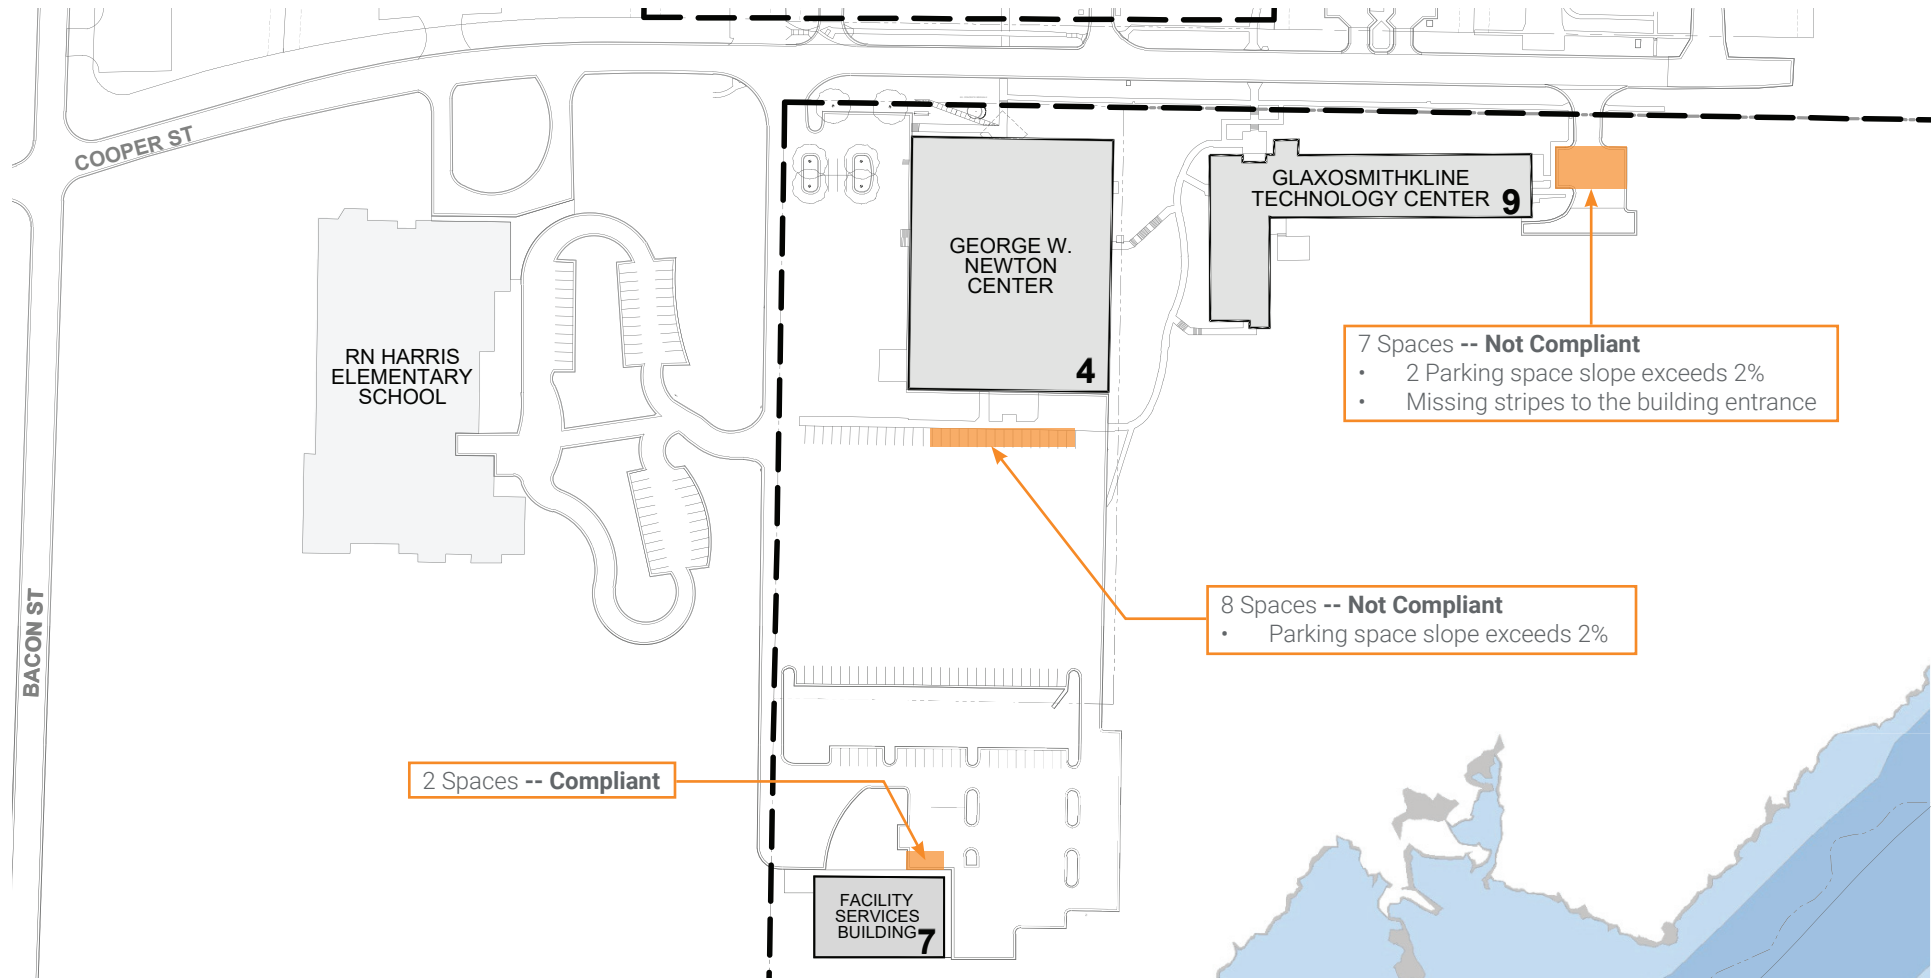 COOPER ST
BACON ST
RN HARRIS
ELEMENTARY
SCHOOL
GEORGE W.
NEWTON
CENTER
4
GLAXOSMITHKLINE
TECHNOLOGY CENTER 9
7 Spaces -- Not Compliant
• 2 Parking space slope exceeds 2%
• Missing stripes to the building entrance
8 Spaces -- Not Compliant
• Parking space slope exceeds 2%
2 Spaces -- Compliant
FACILITY
SERVICES
BUILDING 7